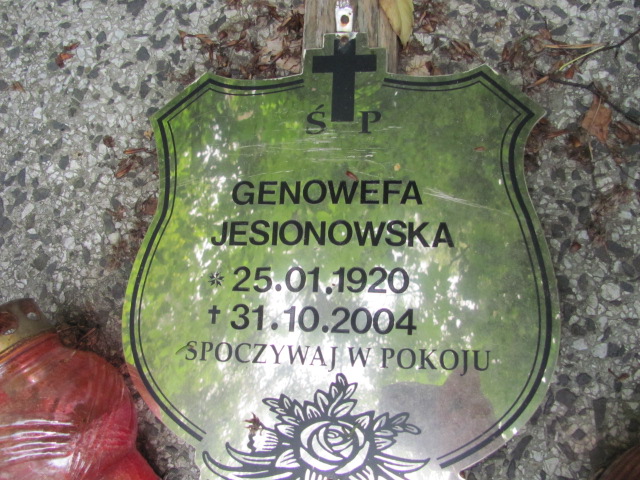 Ś P
GENOWEFA
JESIONOWSKA
* 25.01.1920
† 31.10.2004
SPOCZYWAJ W POKOJU